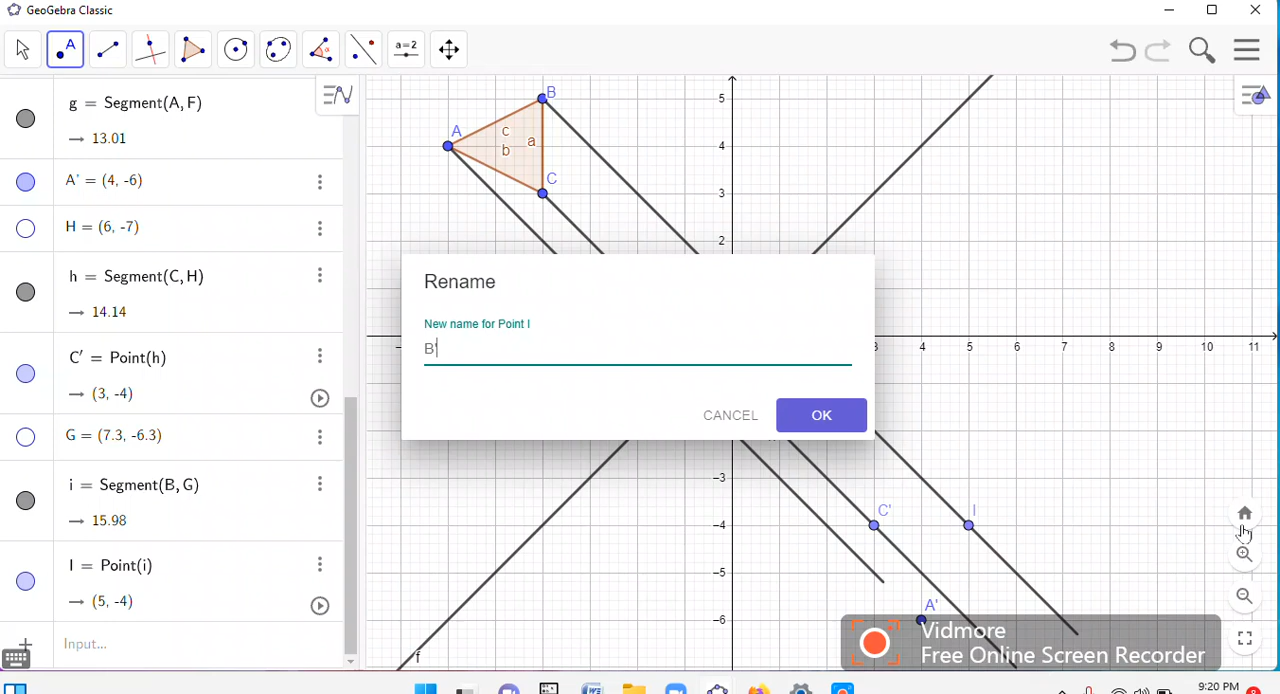 GeoGebra Classic
A
a=2
g = Segment(A, F)
→ 13.01
A' = (4, -6)
H = (6, -7)
h = Segment(C, H)
→ 14.14
C′ = Point(h)
→ (3, -4)
G = (7.3, -6.3)
i = Segment(B, G)
→ 15.98
I = Point(i)
→ (5, -4)
Input...
B
5
A
c
a
4
b
C
3
2
Rename
New name for Point I
B'
CANCEL
OK
3 4 5 6 7 8 9 10 11
−3
C'
I
−4
−5
A'
−6
f
Vidmore
Free Online Screen Recorder
9:20 PM